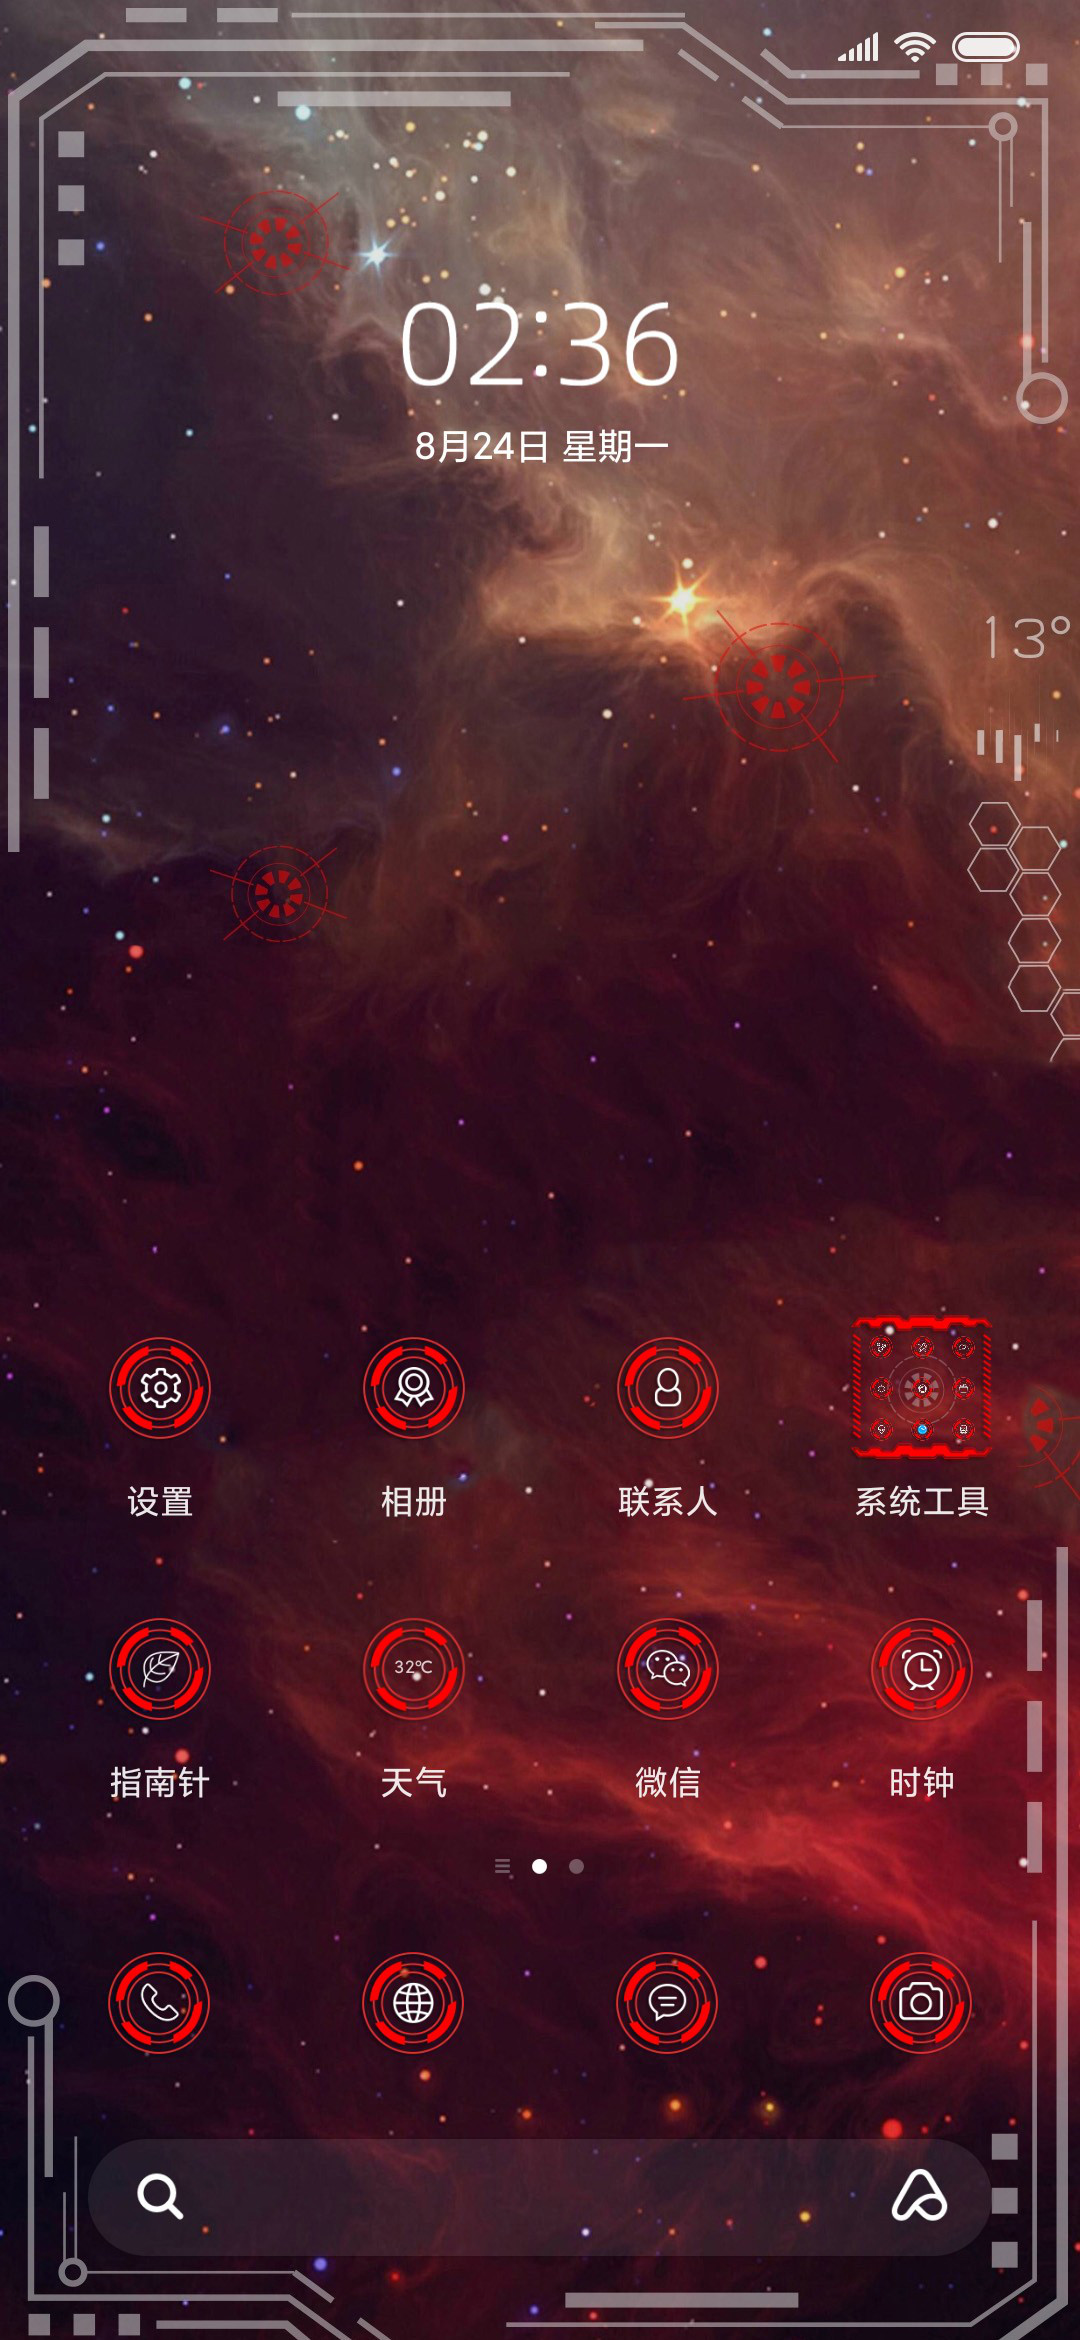 02:36
8月24日 星期一
13°
设置
相册
联系人
系统工具
32℃
指南针
天气
微信
时钟